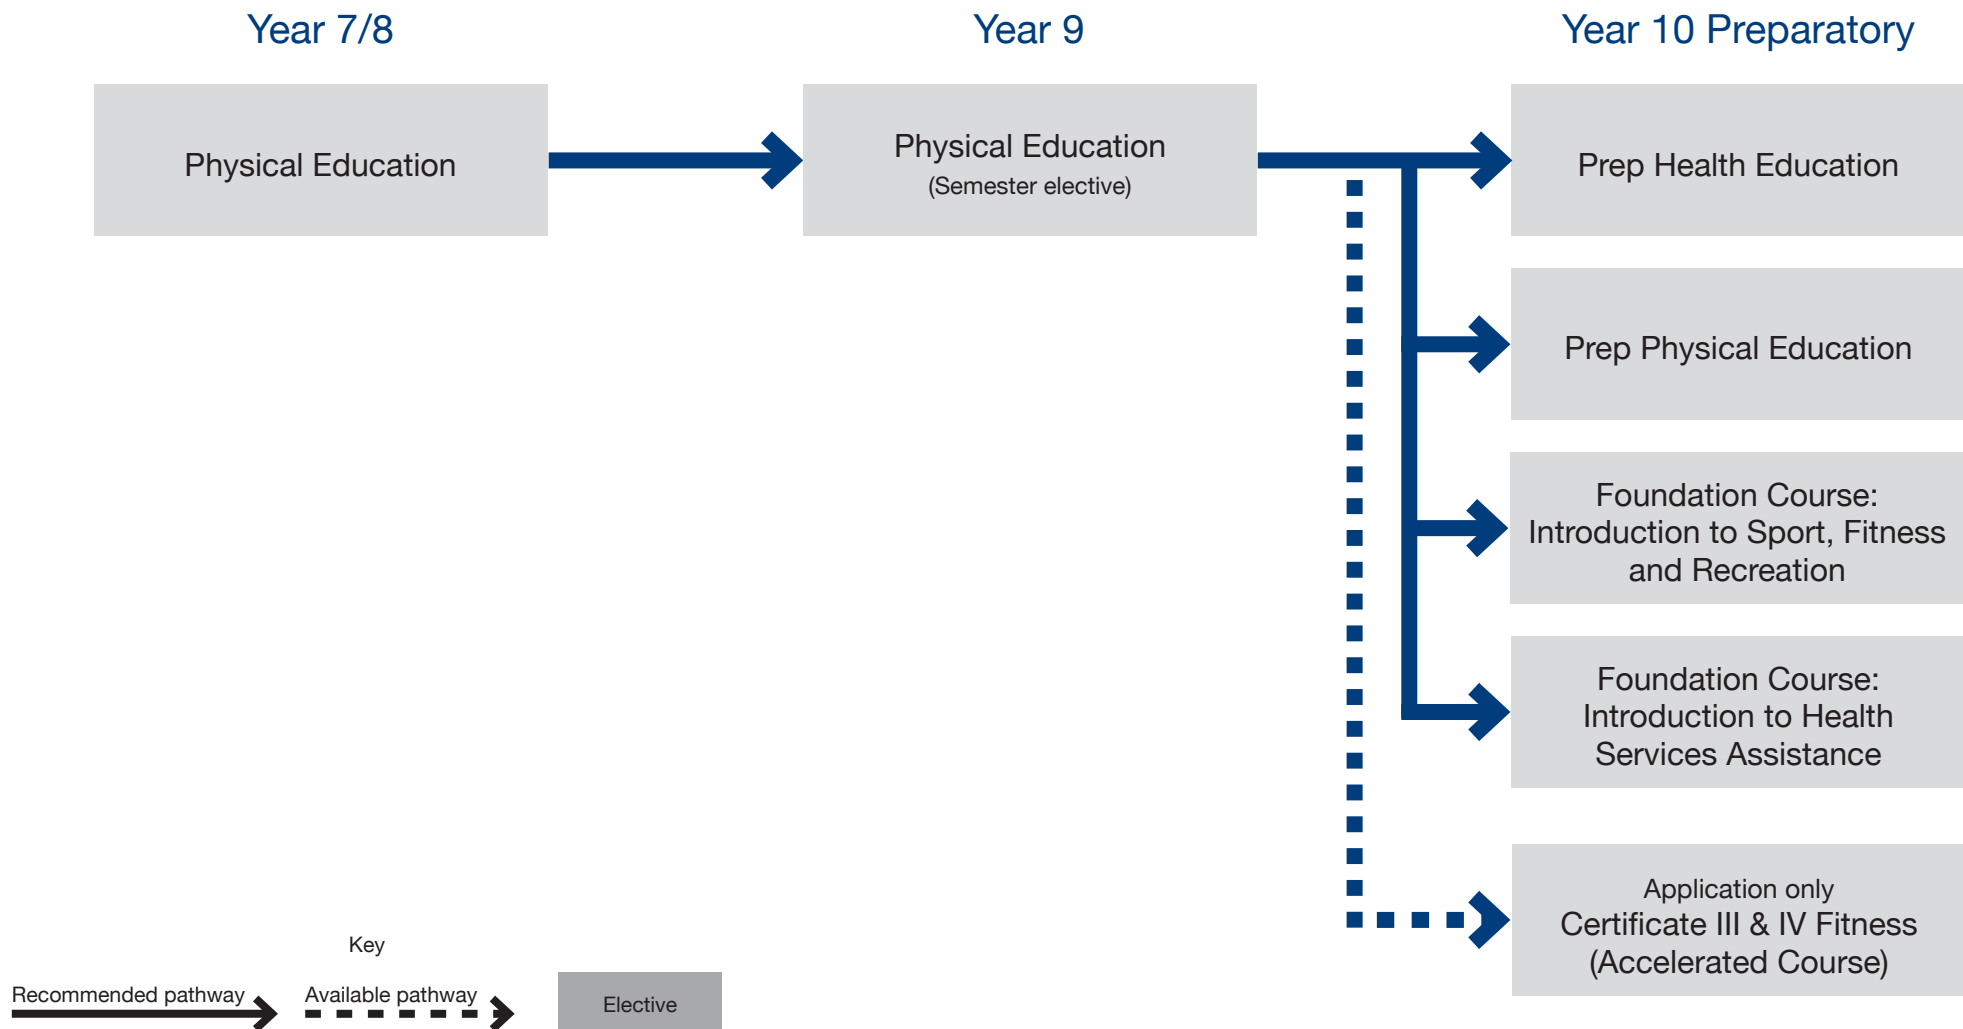 Year 7/8
Year 9
Year 10 Preparatory
Physical Education
Physical Education
(Semester elective)
Prep Health Education
Prep Physical Education
Foundation Course:
Introduction to Sport, Fitness
and Recreation
Foundation Course:
Introduction to Health
Services Assistance
Application only
Certificate III & IV Fitness
(Accelerated Course)
Key
Recommended pathway
Available pathway
Elective